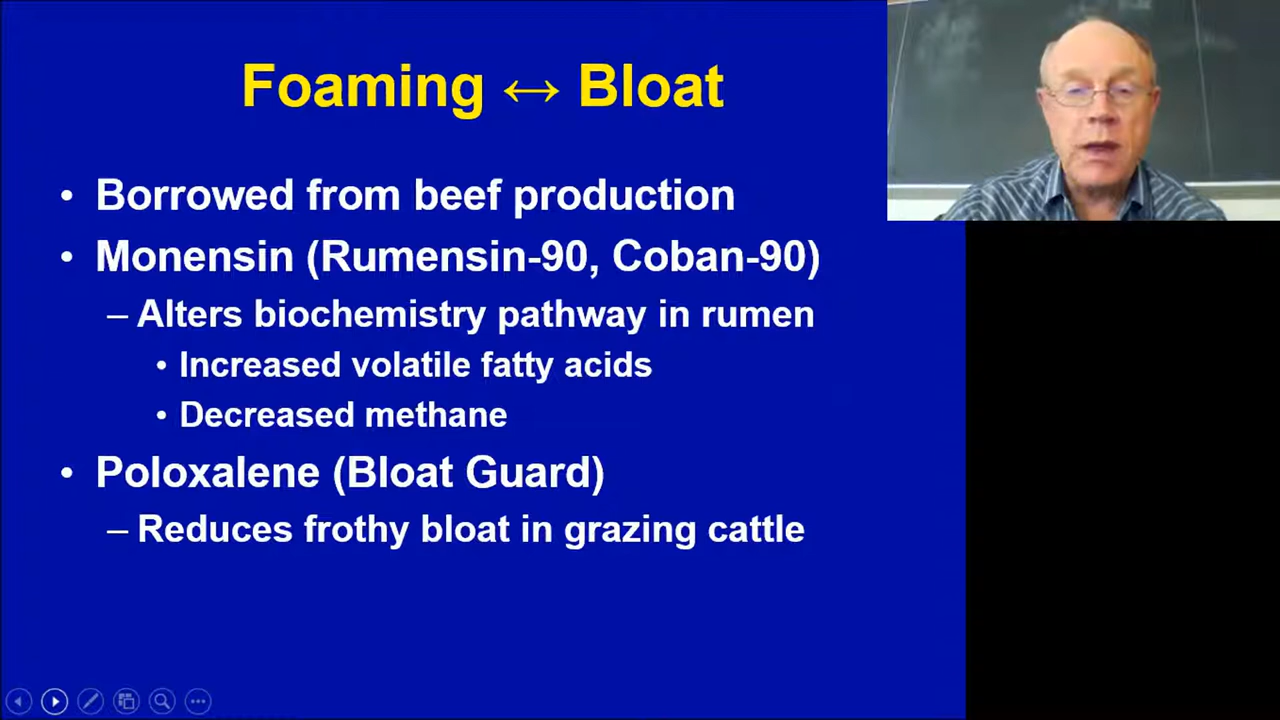 Foaming ↔ Bloat
• Borrowed from beef production
• Monensin (Rumensin-90, Coban-90)
– Alters biochemistry pathway in rumen
• Increased volatile fatty acids
• Decreased methane
• Poloxalene (Bloat Guard)
– Reduces frothy bloat in grazing cattle